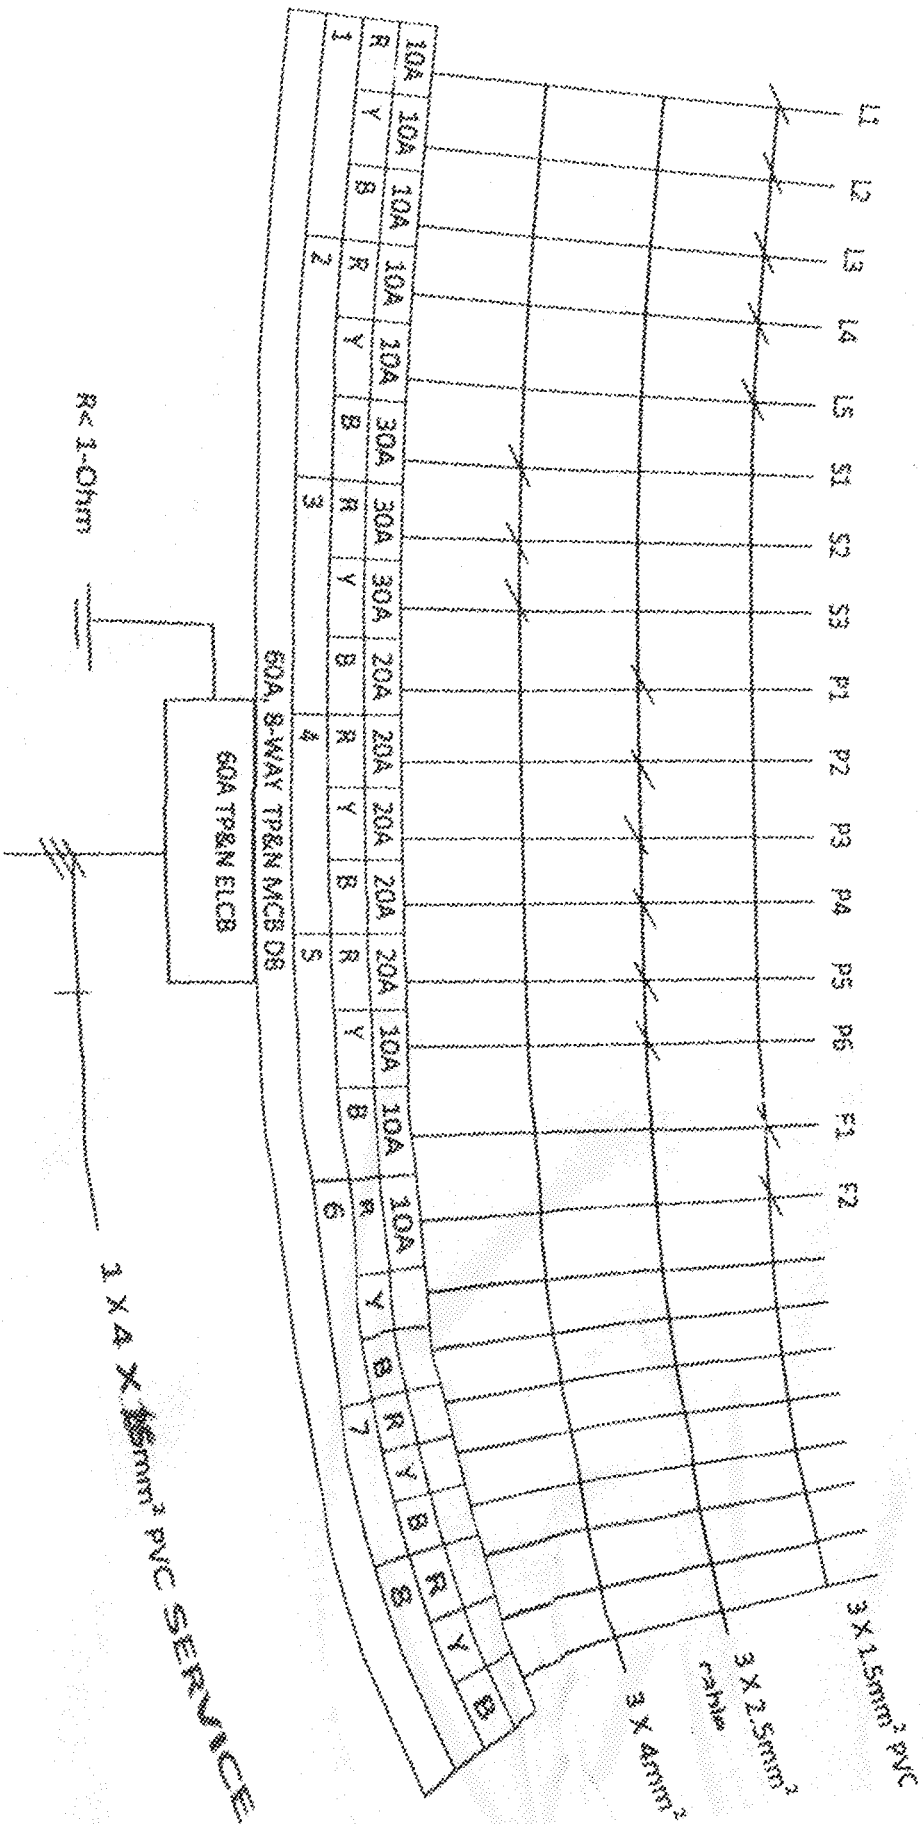 L1 L2 L3 L4 L5 S1 S2 S3 P1 P2 P3 P4 P5 P6 F1 F2
3 X 1.5mm² PVC
3 X 2.5mm²
cable
3 X 4mm²
10A 10A 10A 10A 10A 30A 30A 30A 20A 20A 20A 20A 20A 10A 10A 10A
R Y B R Y B R Y B R Y B R Y B R Y B R Y B R Y B
1 2 3 4 5 6 7 8
60A, 8-WAY TP&N MCB DB
60A TP&N ELCB
R< 1-Ohm
1 X 4 X 16mm² PVC SERVICE